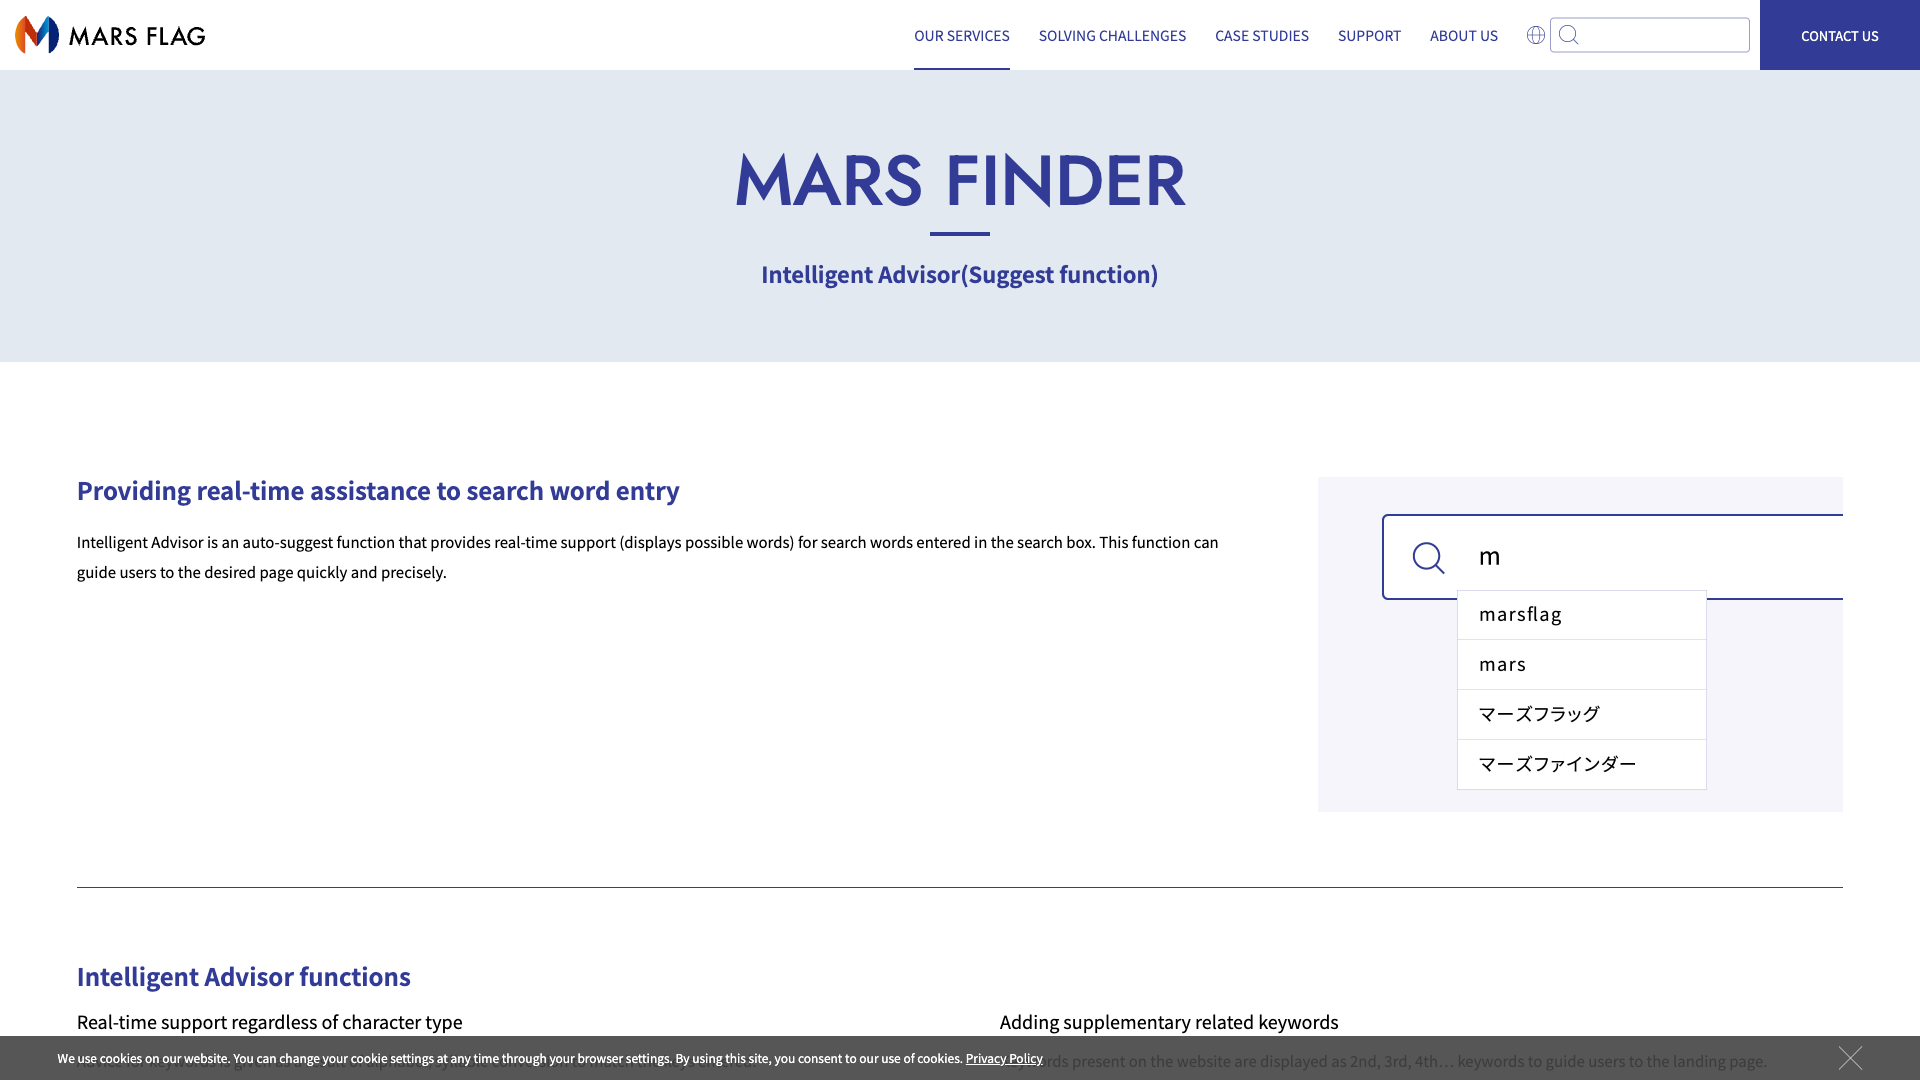 MARS FLAG
OUR SERVICES
SOLVING CHALLENGES
CASE STUDIES
SUPPORT
ABOUT US
CONTACT US
MARS FINDER
Intelligent Advisor(Suggest function)
Providing real-time assistance to search word entry
Intelligent Advisor is an auto-suggest function that provides real-time support (displays possible words) for search words entered in the search box. This function can
guide users to the desired page quickly and precisely.
m
marsflag
mars
マーズフラッグ
マーズファインダー
Intelligent Advisor functions
Real-time support regardless of character type
Adding supplementary related keywords
present on the website are displayed as 2nd, 3rd, 4th... keywords to guide users to the landing page.
We use cookies on our website. You can change your cookie settings at any time through your browser settings. By using this site, you consent to our use of cookies. Privacy Policy